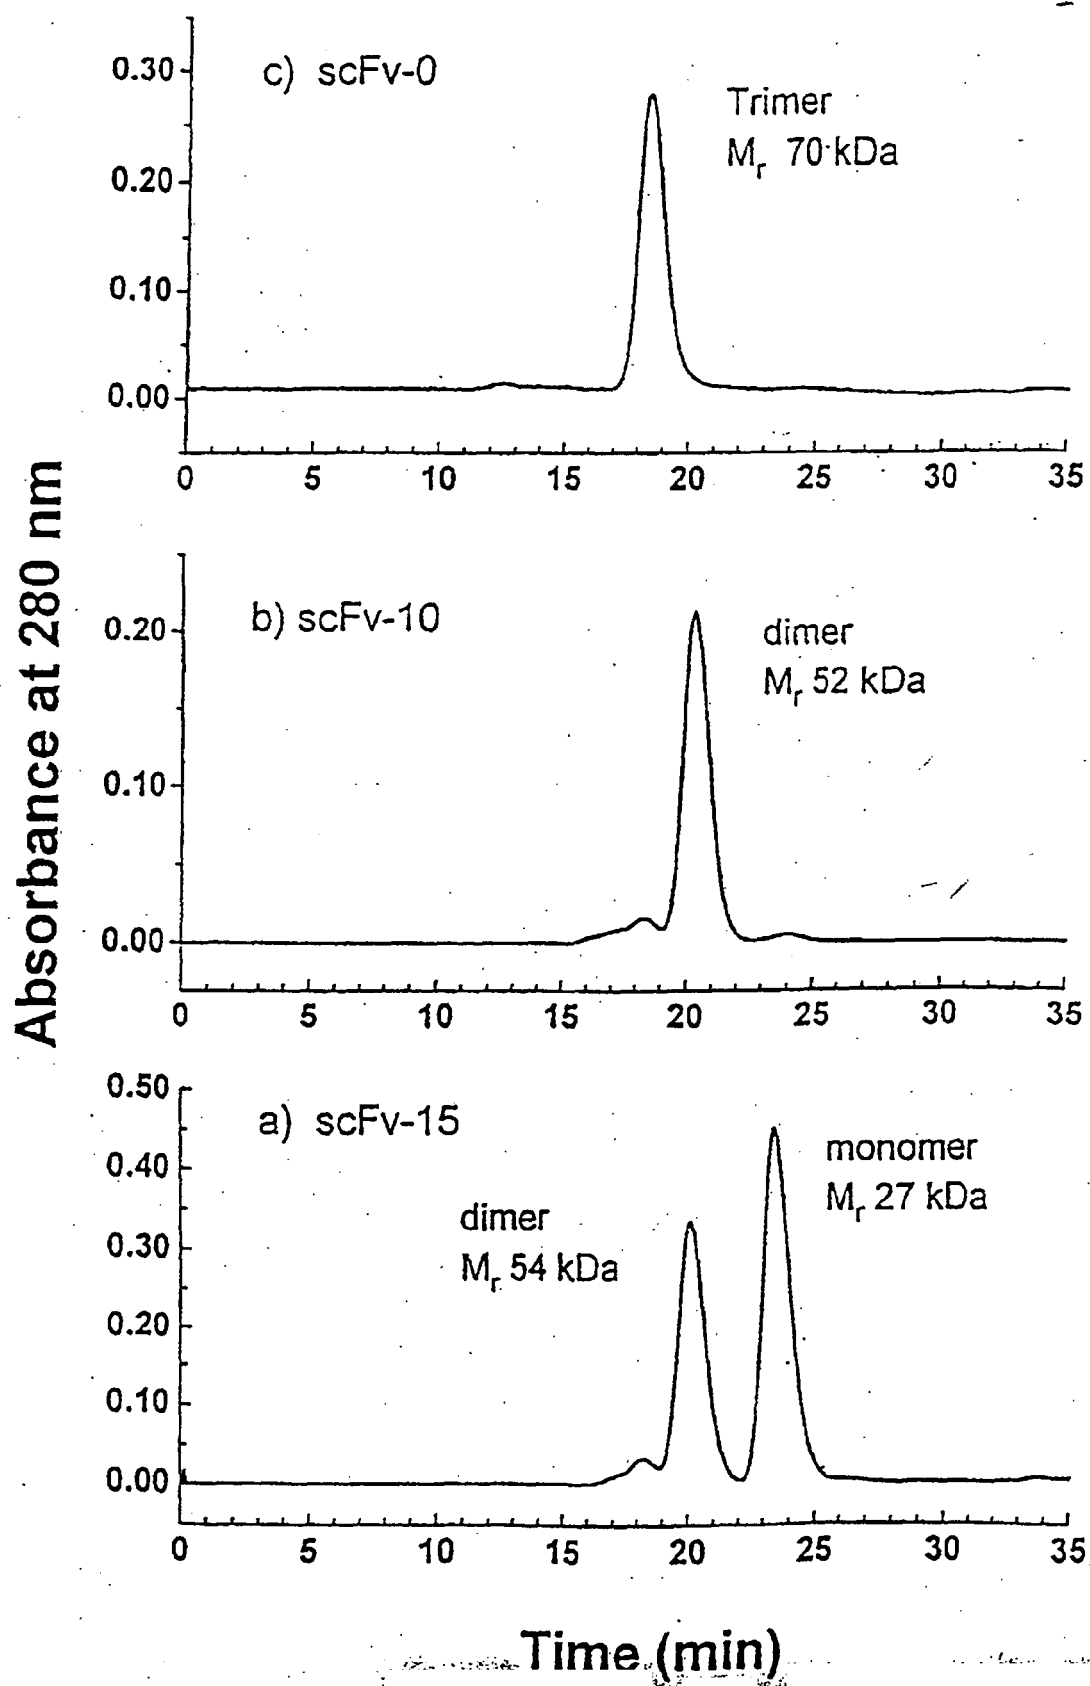 c) scFv-0
Trimer
Mr 70 kDa
0.30
0.20
0.10
0.00
0 5 10 15 20 25 30 35
b) scFv-10
dimer
Mr 52 kDa
0.20
0.10
0.00
0 5 10 15 20 25 30 35
a) scFv-15
monomer
Mr 27 kDa
dimer
Mr 54 kDa
0.50
0.40
0.30
0.20
0.10
0.00
0 5 10 15 20 25 30 35
Absorbance at 280 nm
Time (min)